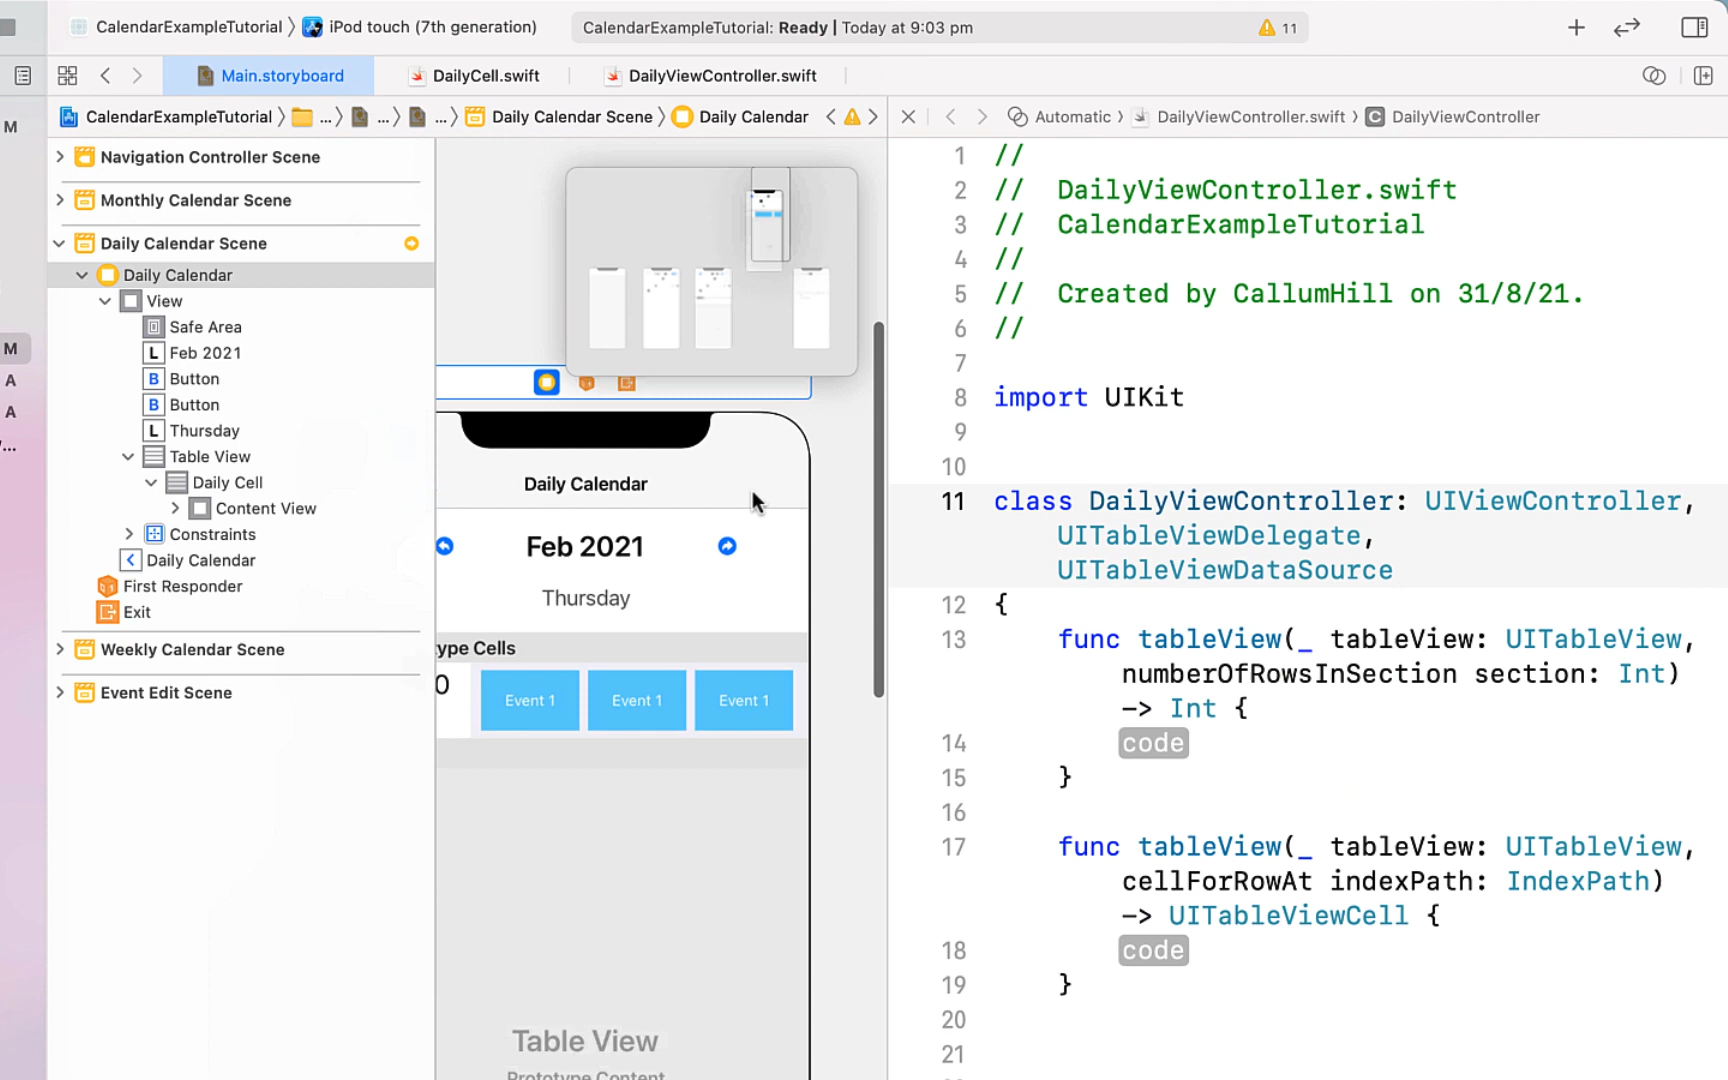 CalendarExampleTutorial 〉 iPod touch (7th generation)
CalendarExampleTutorial: Ready | Today at 9:03 pm
11
Main.storyboard
DailyCell.swift
DailyViewController.swift
CalendarExampleTutorial 〉 ... 〉 ... 〉 ... 〉 Daily Calendar Scene 〉 Daily Calendar
Automatic 〉 DailyViewController.swift 〉 C DailyViewController
M
M
A
A
Navigation Controller Scene
Monthly Calendar Scene
Daily Calendar Scene
Daily Calendar
View
Safe Area
L Feb 2021
B Button
B Button
L Thursday
Table View
Daily Cell
Content View
Constraints
Daily Calendar
First Responder
Exit
Weekly Calendar Scene
Event Edit Scene
Daily Calendar
Feb 2021
Thursday
ype Cells
0
Event 1
Event 1
Event 1
Table View
Prototype Content
1 //
2 //  DailyViewController.swift
3 //  CalendarExampleTutorial
4 //
5 //  Created by CallumHill on 31/8/21.
6 //
7
8 import UIKit
9
10
11 class DailyViewController: UIViewController,
UITableViewDelegate,
UITableViewDataSource
12 {
13 func tableView(_ tableView: UITableView,
numberOfRowsInSection section: Int)
-> Int {
14 code
15 }
16
17 func tableView(_ tableView: UITableView,
cellForRowAt indexPath: IndexPath)
-> UITableViewCell {
18 code
19 }
20
21